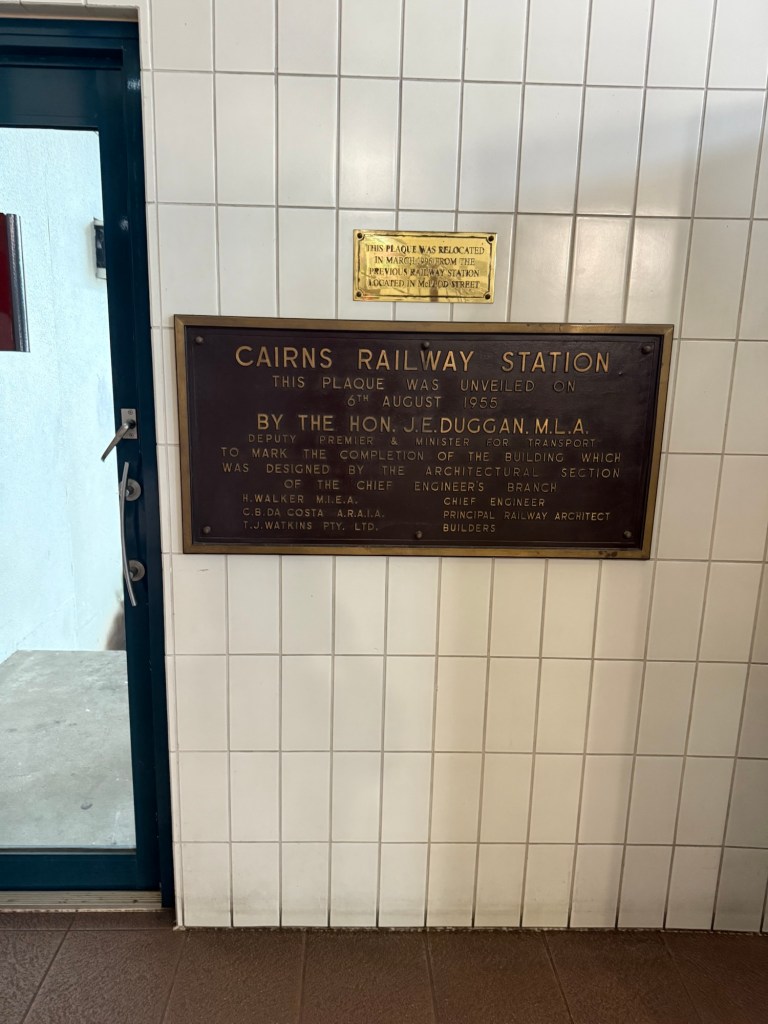 THIS PLAQUE WAS RELOCATED
IN MARCH 1996 FROM THE
PREVIOUS RAILWAY STATION
LOCATED IN McLEOD STREET
CAIRNS RAILWAY STATION
THIS PLAQUE WAS UNVEILED ON
6TH AUGUST 1955
BY THE HON. J.E. DUGGAN. M.L.A.
DEPUTY PREMIER & MINISTER FOR TRANSPORT
TO MARK THE COMPLETION OF THE BUILDING WHICH
WAS DESIGNED BY THE ARCHITECTURAL SECTION
OF THE CHIEF ENGINEER'S BRANCH
H. WALKER M.I.E.A. CHIEF ENGINEER
C.B. DA COSTA A.R.A.I.A. PRINCIPAL RAILWAY ARCHITECT
T.J. WATKINS PTY. LTD. BUILDERS